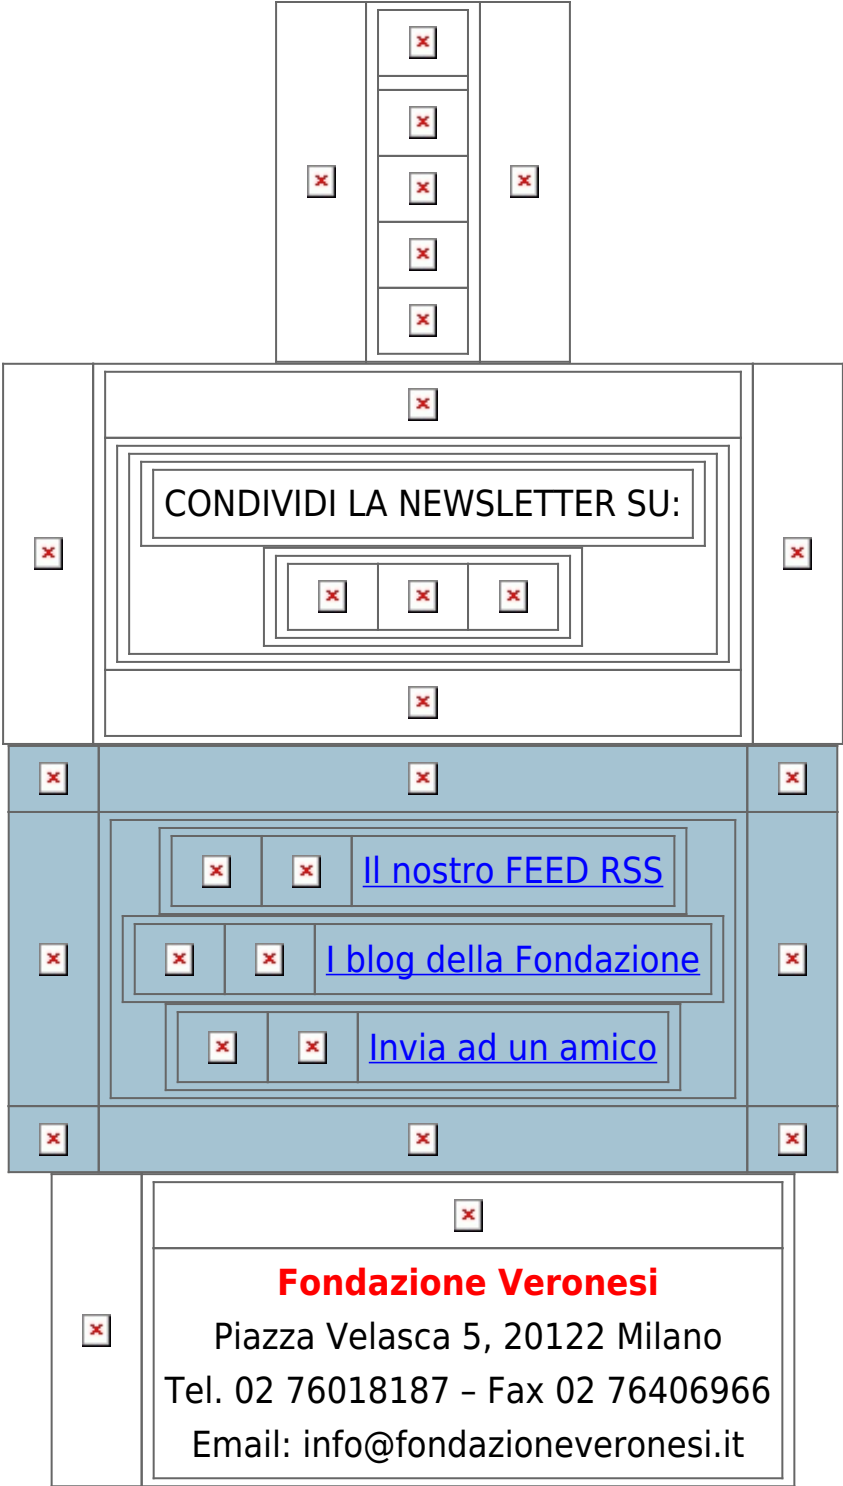 CONDIVIDI LA NEWSLETTER SU:
Il nostro FEED RSS
I blog della Fondazione
Invia ad un amico
Fondazione Veronesi
Piazza Velasca 5, 20122 Milano
Tel. 02 76018187 – Fax 02 76406966
Email: info@fondazioneveronesi.it